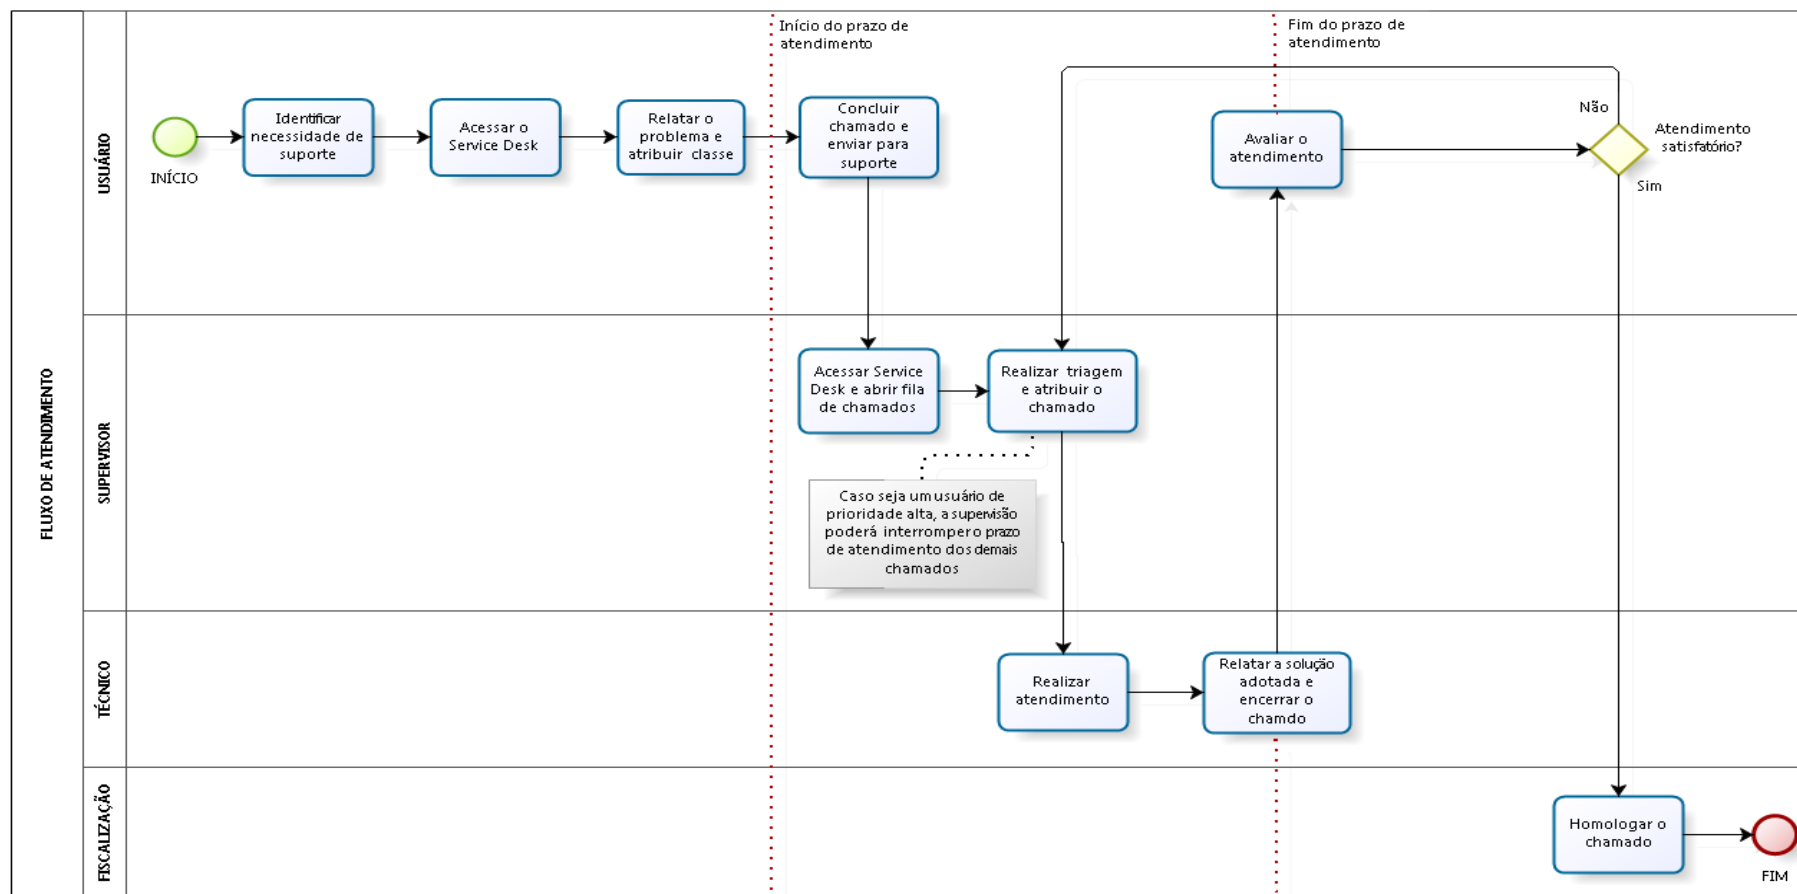 FLUXO DE ATENDIMENTO
USUÁRIO
INÍCIO
Identificar
necessidade de
suporte
Acessar o
Service Desk
Relatar o
problema e
atribuir classe
Início do prazo de
atendimento
Concluir
chamado e
enviar para
suporte
Fim do prazo de
atendimento
Avaliar o
atendimento
Não
Atendimento
satisfatório?
Sim
SUPERVISOR
Acessar Service
Desk e abrir fila
de chamados
Realizar triagem
e atribuir o
chamado
Caso seja um usuário de
prioridade alta, a supervisão
poderá interromper o prazo
de atendimento dos demais
chamados
TÉCNICO
Realizar
atendimento
Relatar a solução
adotada e
encerrar o
chamdo
FISCALIZAÇÃO
Homologar o
chamado
FIM